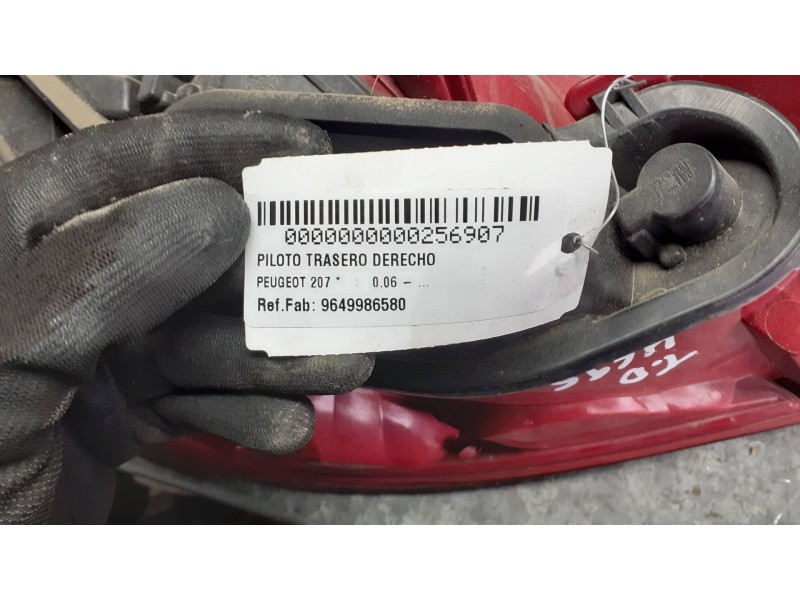 0000000000256907
PILOTO TRASERO DERECHO
PEUGEOT 207 * : 0.06 - ...
Ref.Fab: 9649986580
T.D